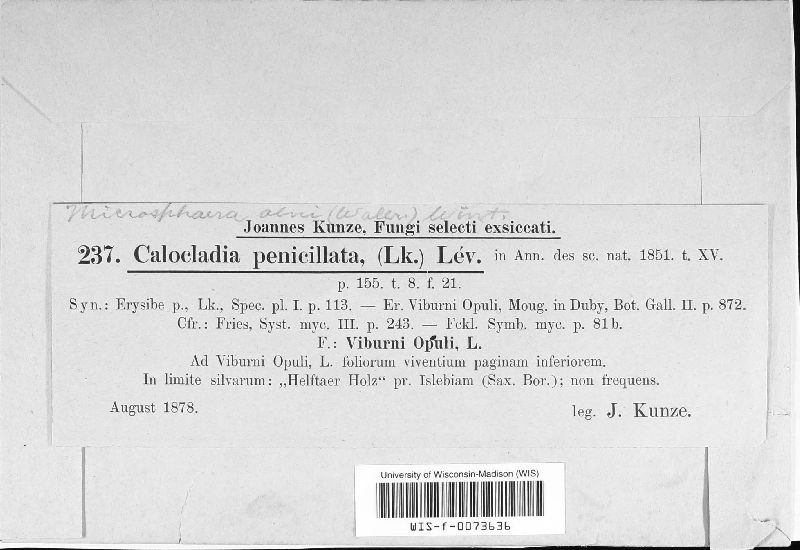 Microsphaera alni (Wallr.) Wint.
Joannes Kunze, Fungi selecti exsiccati.
237. Calocladia penicillata, (Lk.) Lév. in Ann. des sc. nat. 1851. t. XV.
p. 155. t. 8. f. 21.
Syn.: Erysibe p., Lk., Spec. pl. I. p. 113. — Er. Viburni Opuli, Moug. in Duby, Bot. Gall. II. p. 872.
Cfr.: Fries, Syst. myc. III. p. 243. — Fckl. Symb. myc. p. 81b.
F.: Viburni Opuli, L.
Ad Viburni Opuli, L. foliorum viventium paginam inferiorem.
In limite silvarum: „Helftaer Holz“ pr. Islebiam (Sax. Bor.); non frequens.
August 1878. leg. J. Kunze.
University of Wisconsin-Madison (WIS)
WIS-f-0073636